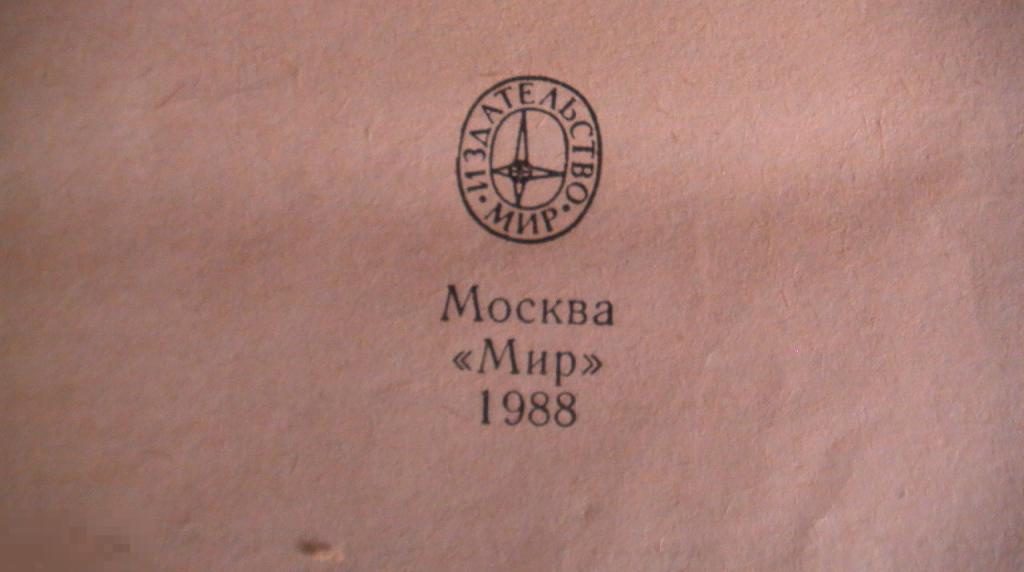 ИЗДАТЕЛЬСТВО
• МИР •
Москва
«Мир»
1988